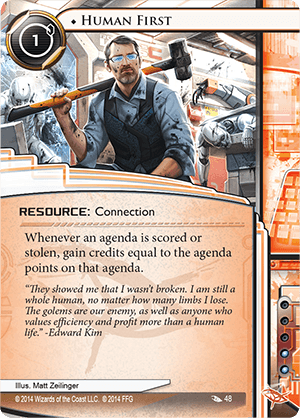 1
• Human First
RESOURCE: Connection
Whenever an agenda is scored or
stolen, gain credits equal to the agenda
points on that agenda.
“They showed me that I wasn't broken. I am still a
whole human, no matter how many limbs I lose.
The golems are our enemy, as well as anyone who
values efficiency and profit more than a human
life.” -Edward Kim
Illus. Matt Zeilinger
© 2014 Wizards of the Coast LLC. © 2014 FFG 48